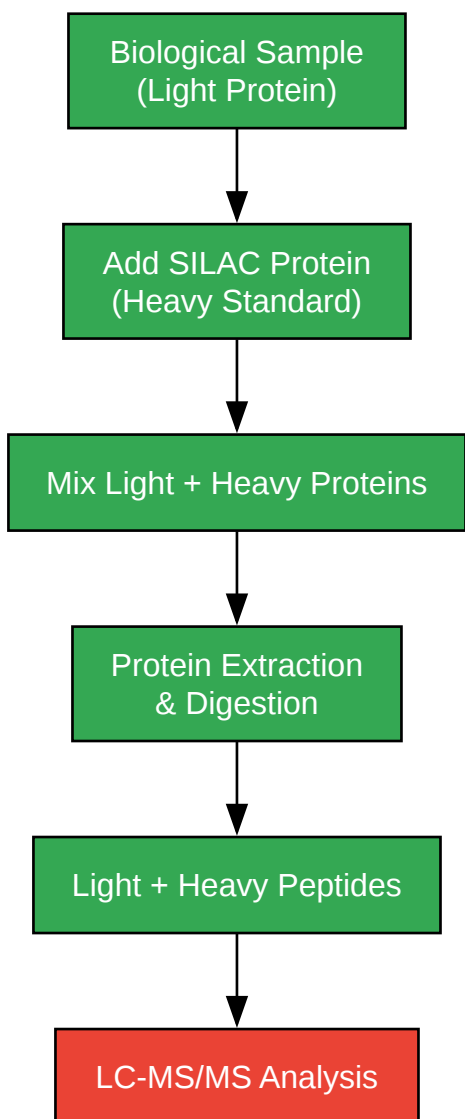 Biological Sample
(Light Protein)
Add SILAC Protein
(Heavy Standard)
Mix Light + Heavy Proteins
Protein Extraction
& Digestion
Light + Heavy Peptides
LC-MS/MS Analysis